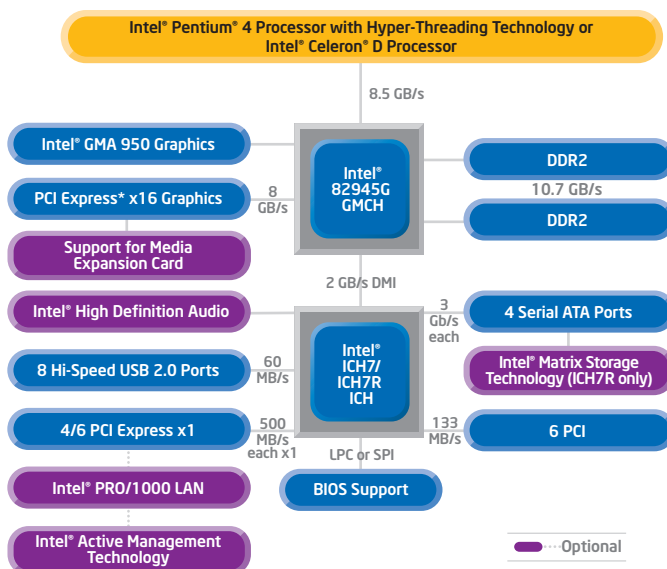 Intel® Pentium® 4 Processor with Hyper-Threading Technology or
Intel® Celeron® D Processor
8.5 GB/s
Intel® GMA 950 Graphics
PCI Express* x16 Graphics
8
GB/s
Support for Media
Expansion Card
Intel®
82945G
GMCH
DDR2
10.7 GB/s
DDR2
2 GB/s DMI
Intel® High Definition Audio
8 Hi-Speed USB 2.0 Ports
60
MB/s
4/6 PCI Express x1
500
MB/s
each x1
Intel® PRO/1000 LAN
Intel® Active Management
Technology
Intel®
ICH7/
ICH7R
ICH
3
Gb/s
each
4 Serial ATA Ports
Intel® Matrix Storage
Technology (ICH7R only)
133
MB/s
6 PCI
LPC or SPI
BIOS Support
Optional